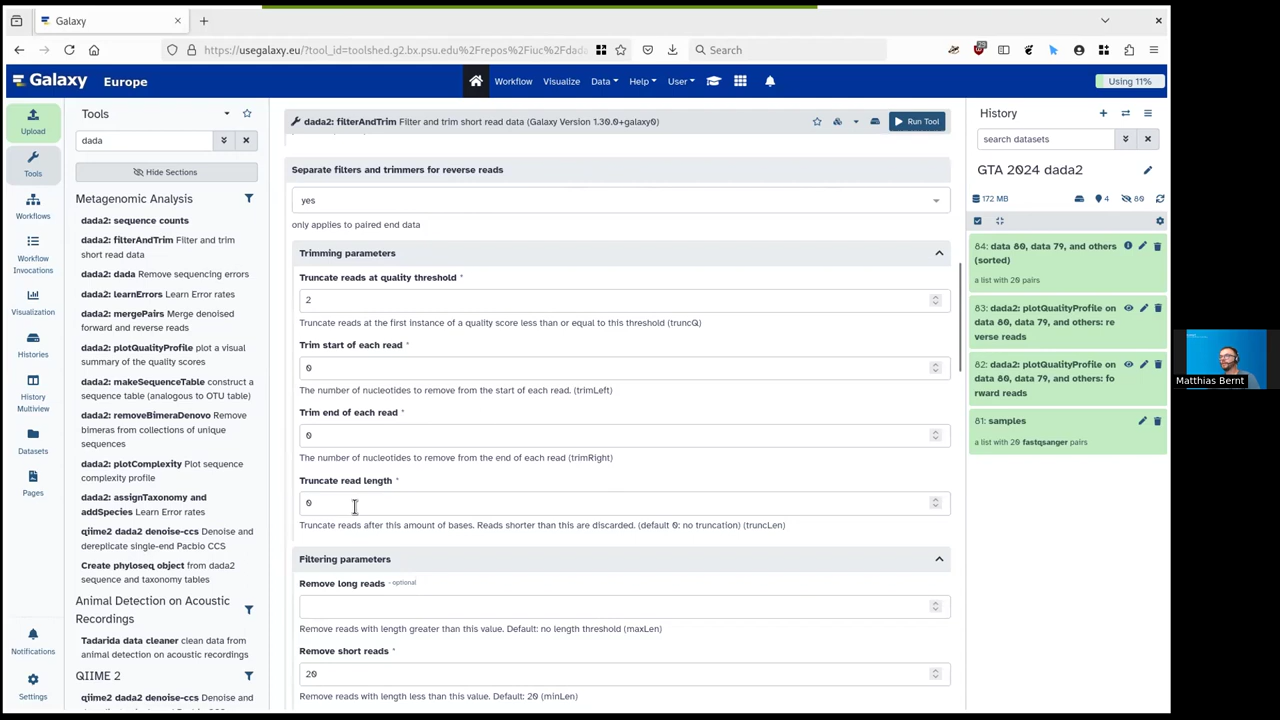 Galaxy
https://usegalaxy.eu/?tool_id=toolshed.g2.bx.psu.edu%2Frepos%2Fiuc%2Fdada
Search
Galaxy Europe
Workflow Visualize Data Help User
Using 11%
Upload
Tools
Workflows
Workflow
Invocations
Visualization
Histories
History
Multiview
Datasets
Pages
Notifications
Settings
Tools
dada
Hide Sections
Metagenomic Analysis
dada2: sequence counts
dada2: filterAndTrim Filter and trim
short read data
dada2: dada Remove sequencing errors
dada2: learnErrors Learn Error rates
dada2: mergePairs Merge denoised
forward and reverse reads
dada2: plotQualityProfile plot a visual
summary of the quality scores
dada2: makeSequenceTable construct a
sequence table (analogous to OTU table)
dada2: removeBimeraDenovo Remove
bimeras from collections of unique
sequences
dada2: plotComplexity Plot sequence
complexity profile
dada2: assignTaxonomy and
addSpecies Learn Error rates
qiime2 dada2 denoise-ccs Denoise and
dereplicate single-end Pacbio CCS
Create phyloseq object from dada2
sequence and taxonomy tables
Animal Detection on Acoustic
Recordings
Tadarida data cleaner clean data from
animal detection on acoustic recordings
QIIME 2
qiime2 dada2 denoise-ccs Denoise and
dada2: filterAndTrim Filter and trim short read data (Galaxy Version 1.30.0+galaxy0)
Run Tool
Separate filters and trimmers for reverse reads
yes
only applies to paired end data
Trimming parameters
Truncate reads at quality threshold *
2
Truncate reads at the first instance of a quality score less than or equal to this threshold (truncQ)
Trim start of each read *
0
The number of nucleotides to remove from the start of each read. (trimLeft)
Trim end of each read *
0
The number of nucleotides to remove from the end of each read (trimRight)
Truncate read length *
0
Truncate reads after this amount of bases. Reads shorter than this are discarded. (default 0: no truncation) (truncLen)
Filtering parameters
Remove long reads - optional
Remove reads with length greater than this value. Default: no length threshold (maxLen)
Remove short reads *
20
Remove reads with length less than this value. Default: 20 (minLen)
History
search datasets
GTA 2024 dada2
172 MB 4 80
84: data 80, data 79, and others
(sorted)
a list with 20 pairs
83: dada2: plotQualityProfile on
data 80, data 79, and others: re
verse reads
82: dada2: plotQualityProfile on
data 80, data 79, and others: fo
rward reads
81: samples
a list with 20 fastqsanger pairs
Matthias Bernt